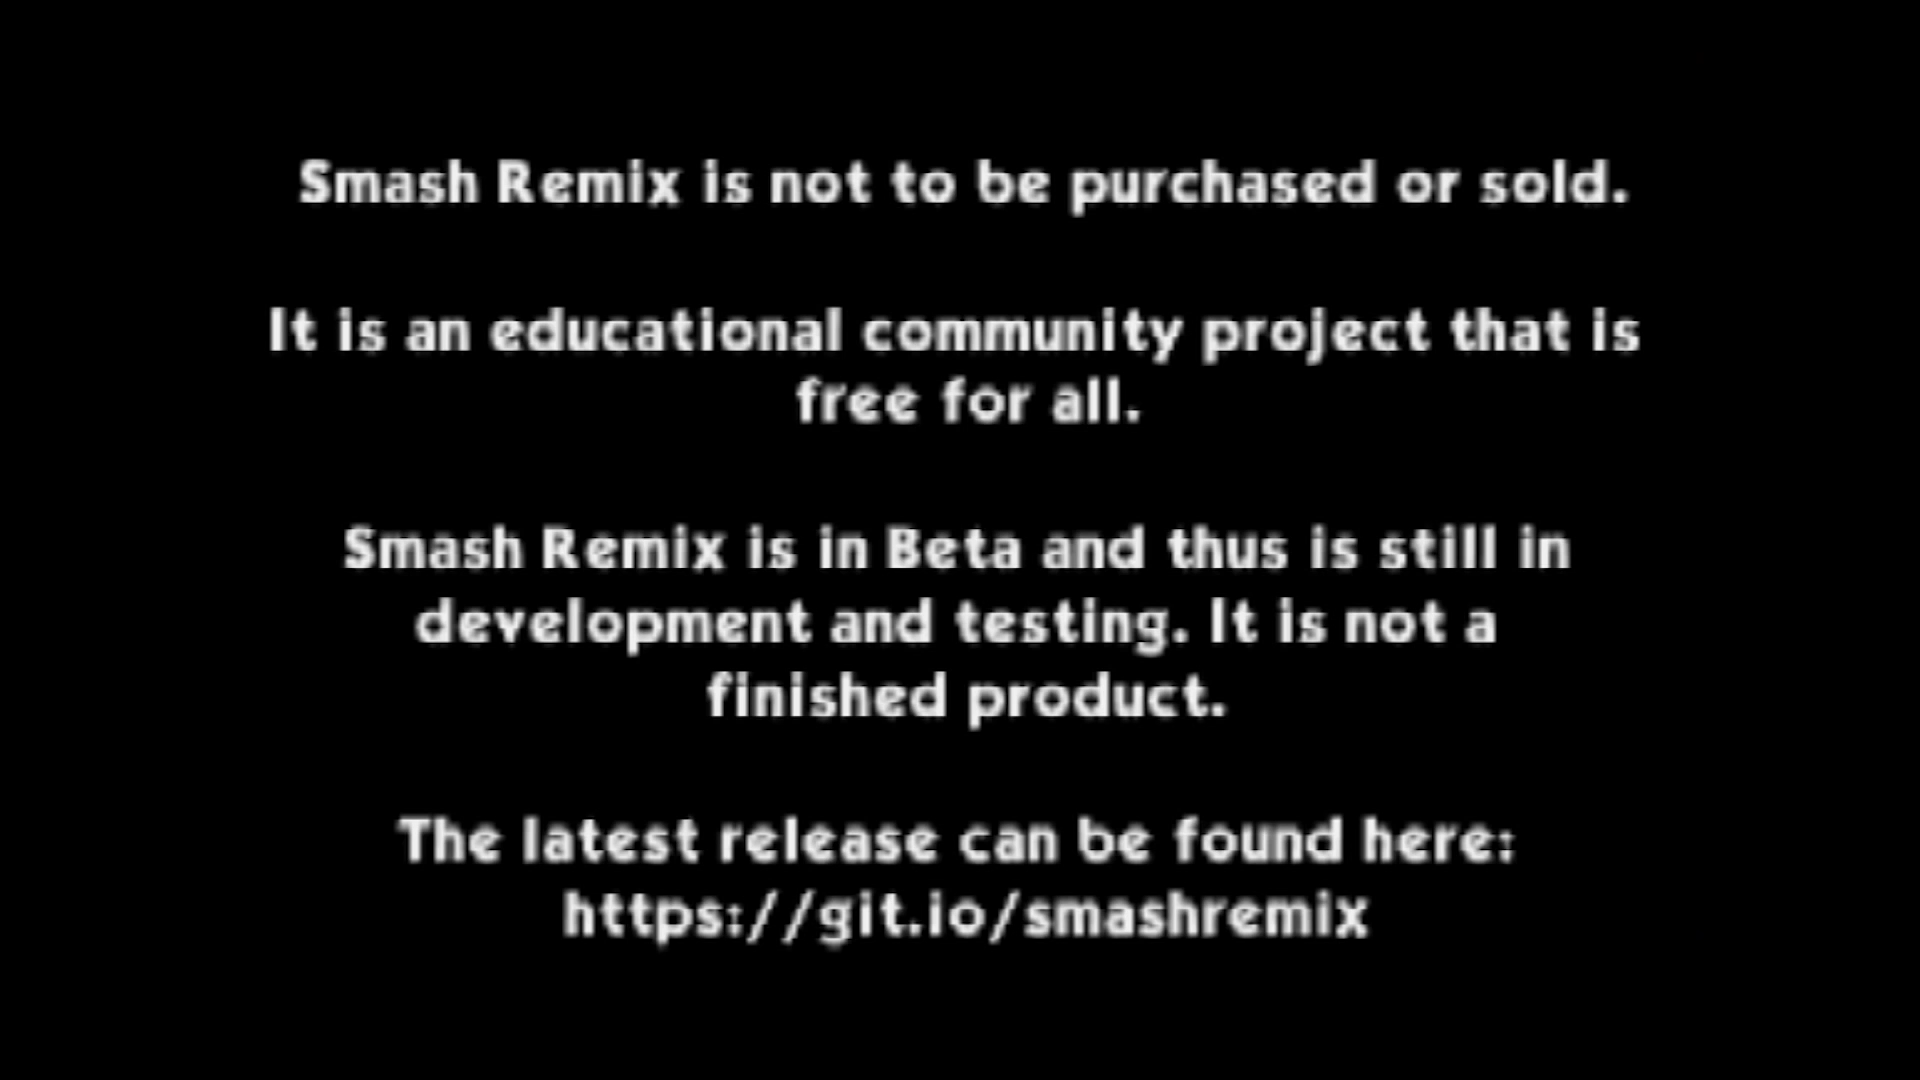 Smash Remix is not to be purchased or sold.
It is an educational community project that is
free for all.
Smash Remix is in Beta and thus is still in
development and testing. It is not a
finished product.
The latest release can be found here:
https://git.io/smashremix